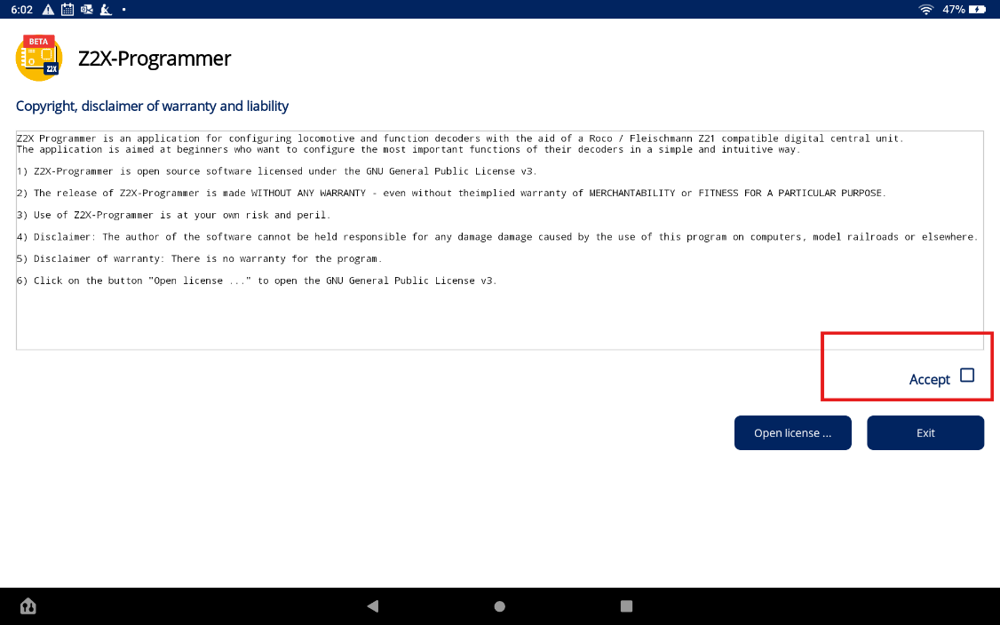 6:02
47%
BETA
Z2X
Z2X-Programmer
Copyright, disclaimer of warranty and liability
Z2X Programmer is an application for configuring locomotive and function decoders with the aid of a Roco / Fleischmann Z21 compatible digital central unit.
The application is aimed at beginners who want to configure the most important functions of their decoders in a simple and intuitive way.
1) Z2X-Programmer is open source software licensed under the GNU General Public License v3.
2) The release of Z2X-Programmer is made WITHOUT ANY WARRANTY - even without theimplied warranty of MERCHANTABILITY or FITNESS FOR A PARTICULAR PURPOSE.
3) Use of Z2X-Programmer is at your own risk and peril.
4) Disclaimer: The author of the software cannot be held responsible for any damage damage caused by the use of this program on computers, model railroads or elsewhere.
5) Disclaimer of warranty: There is no warranty for the program.
6) Click on the button "Open license ..." to open the GNU General Public License v3.
Accept
Open license ...
Exit